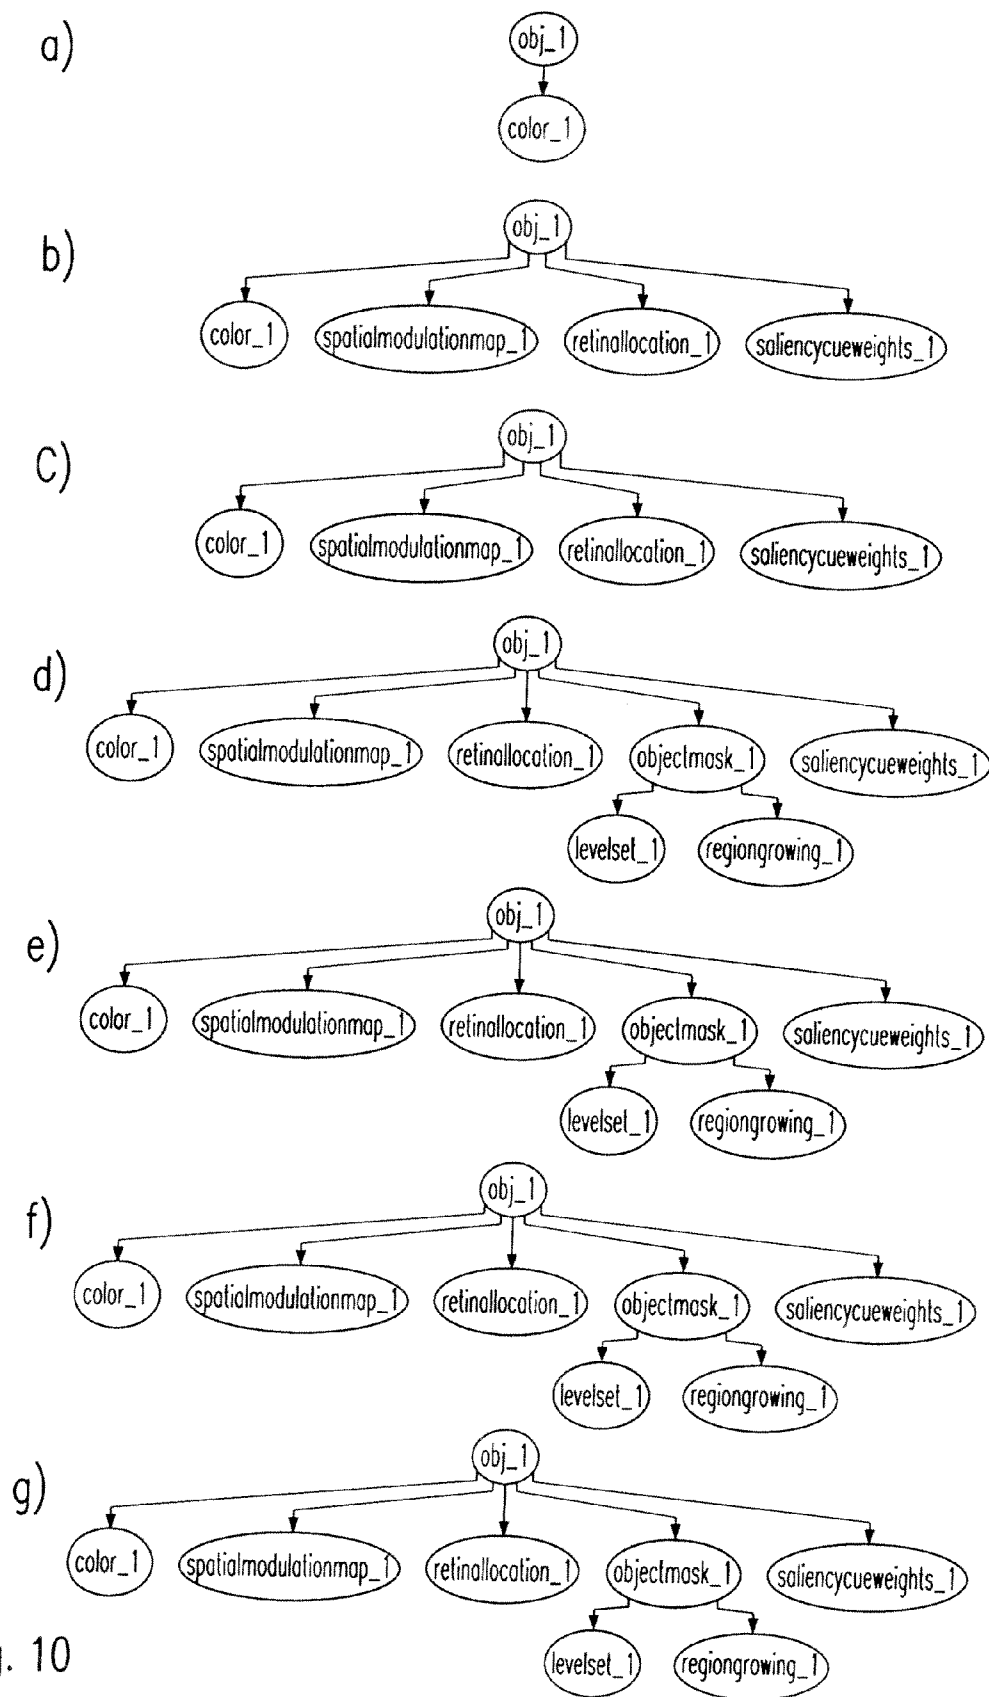 a)
obj_1
color_1
b)
obj_1
color_1 spatialmodulationmap_1 retinallocation_1 saliencycueweights_1
C)
obj_1
color_1 spatialmodulationmap_1 retinallocation_1 saliencycueweights_1
d)
obj_1
color_1 spatialmodulationmap_1 retinallocation_1 objectmask_1 saliencycueweights_1
levelset_1 regiongrowing_1
e)
obj_1
color_1 spatialmodulationmap_1 retinallocation_1 objectmask_1 saliencycueweights_1
levelset_1 regiongrowing_1
f)
obj_1
color_1 spatialmodulationmap_1 retinallocation_1 objectmask_1 saliencycueweights_1
levelset_1 regiongrowing_1
g)
obj_1
color_1 spatialmodulationmap_1 retinallocation_1 objectmask_1 saliencycueweights_1
levelset_1 regiongrowing_1
. 10